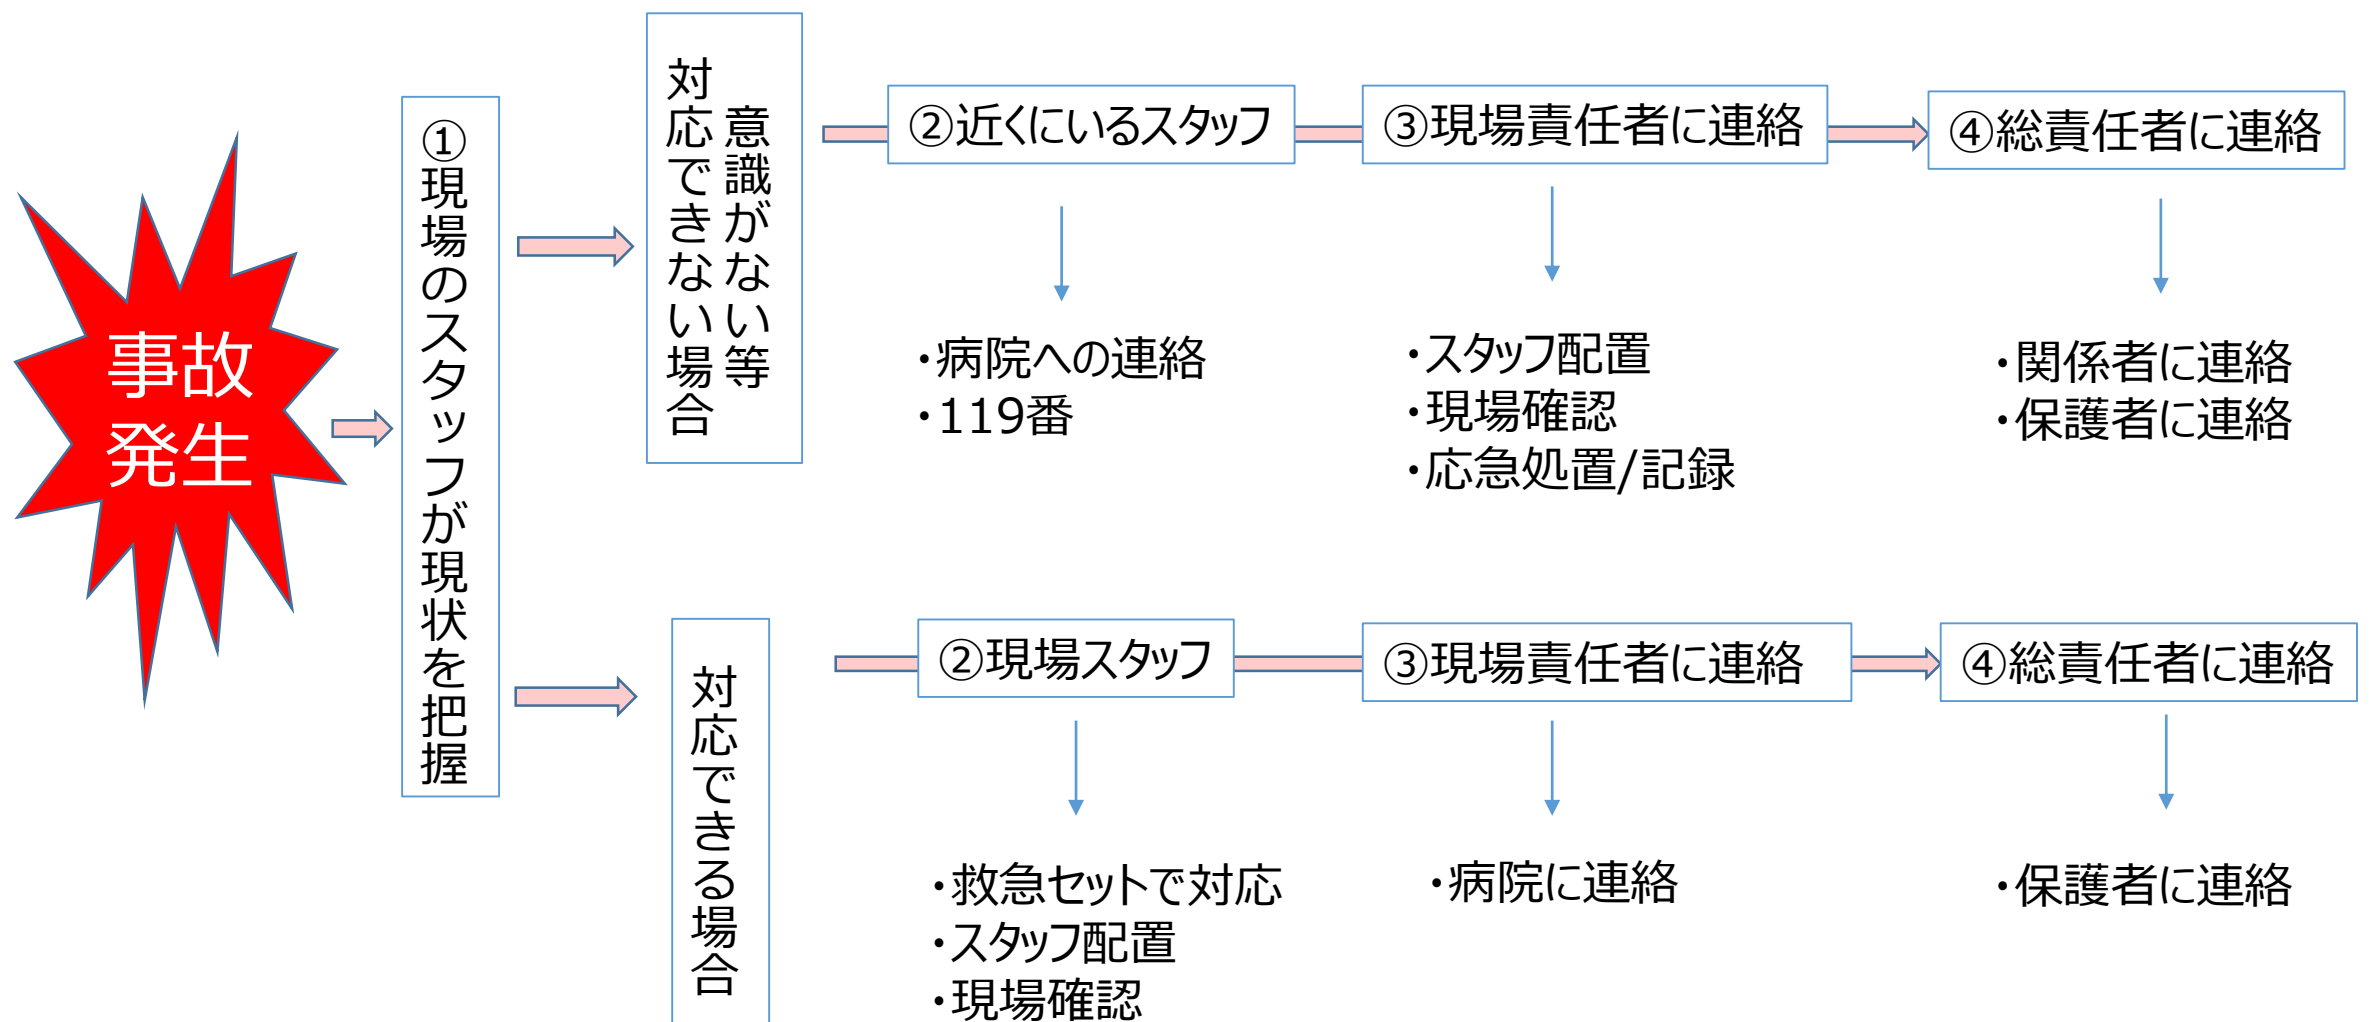 事故
発生
①現場のスタッフが現状を把握
意識がない等
対応できない場合
②近くにいるスタッフ
③現場責任者に連絡
④総責任者に連絡
・病院への連絡
・119番
・スタッフ配置
・現場確認
・応急処置/記録
・関係者に連絡
・保護者に連絡
対応できる場合
②現場スタッフ
③現場責任者に連絡
④総責任者に連絡
・救急セットで対応
・スタッフ配置
・現場確認
・病院に連絡
・保護者に連絡